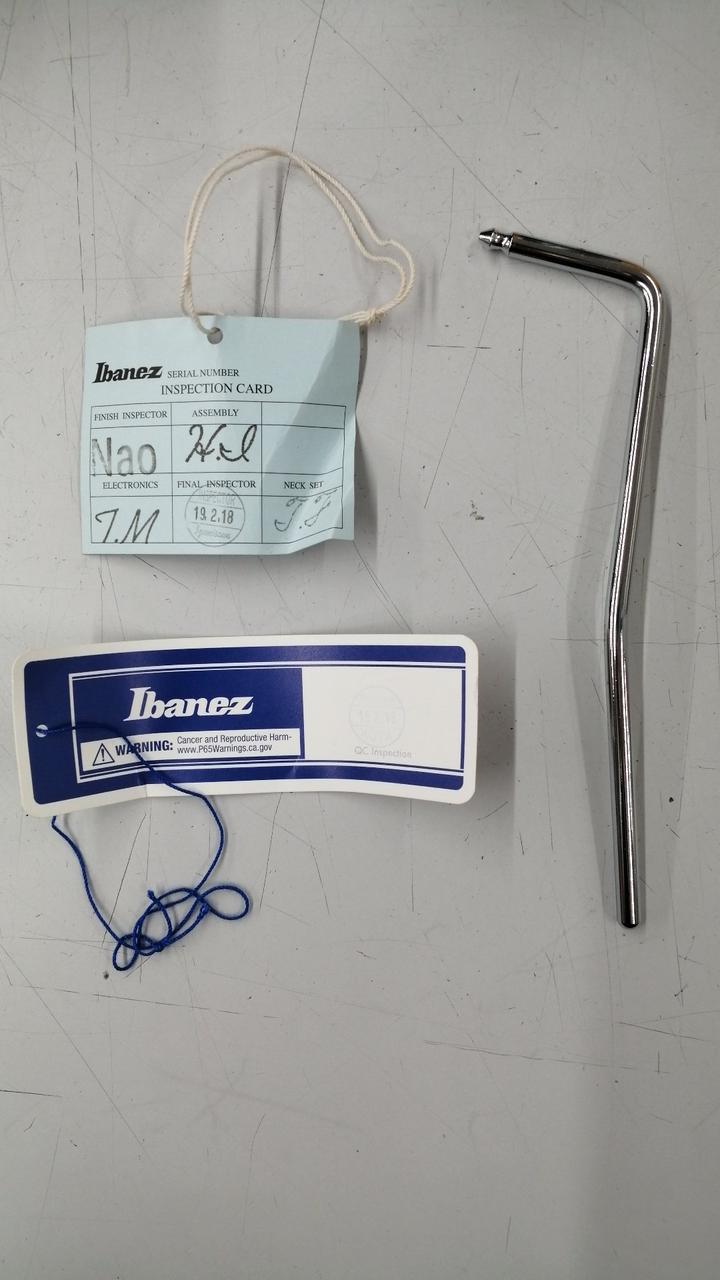 Ibanez SERIAL NUMBER
INSPECTION CARD
FINISH INSPECTOR ASSEMBLY
Nao H.I
ELECTRONICS FINAL INSPECTOR NECK SET
T.M INSPECTOR
19.2.18
Ibanez
WARNING: Cancer and Reproductive Harm-
www.P65Warnings.ca.gov
QC Inspection